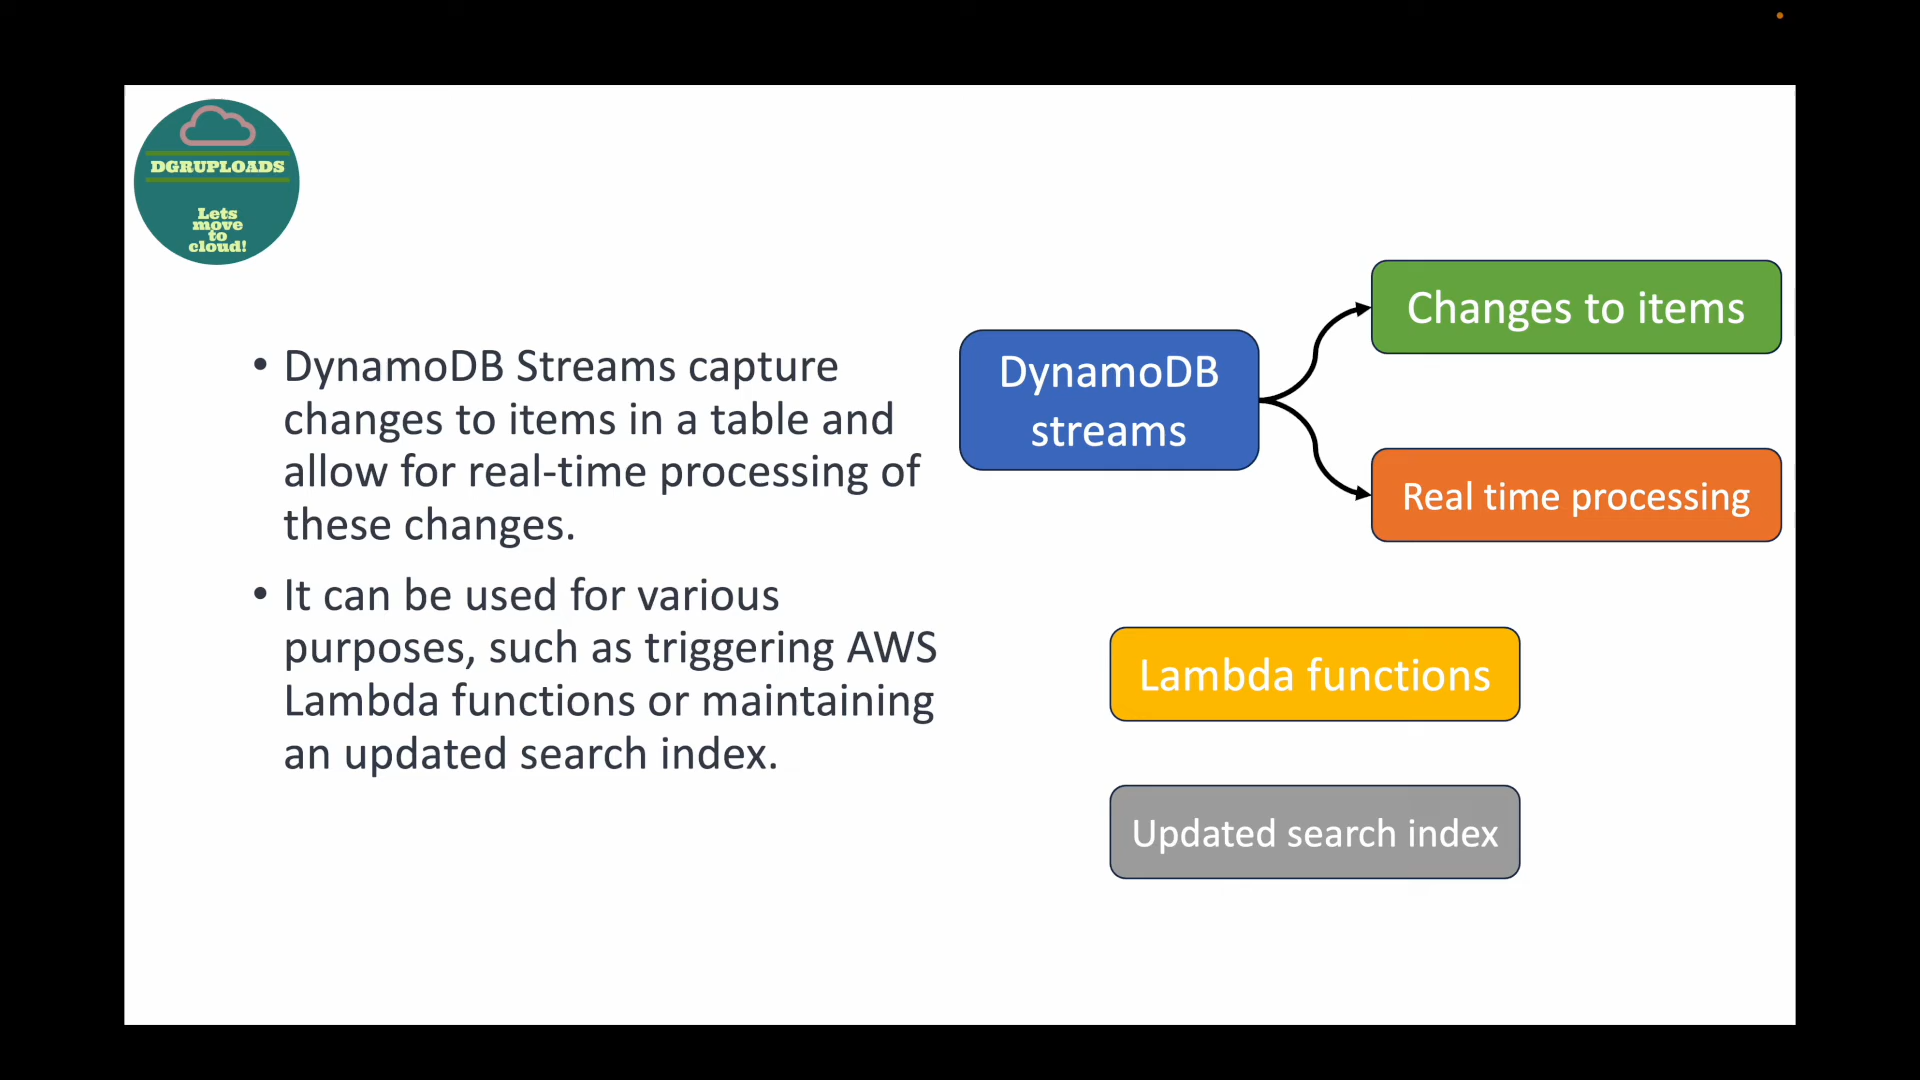 DGRUPLOADS
Lets
move
to
cloud!
• DynamoDB Streams capture
changes to items in a table and
allow for real-time processing of
these changes.
• It can be used for various
purposes, such as triggering AWS
Lambda functions or maintaining
an updated search index.
DynamoDB
streams
Changes to items
Real time processing
Lambda functions
Updated search index